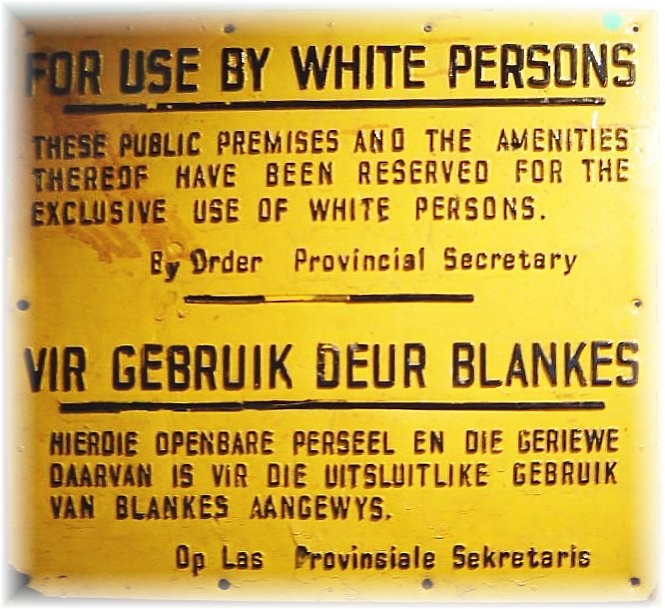 FOR USE BY WHITE PERSONS
THESE PUBLIC PREMISES AND THE AMENITIES
THEREOF HAVE BEEN RESERVED FOR THE
EXCLUSIVE USE OF WHITE PERSONS.
By Order Provincial Secretary
VIR GEBRUIK DEUR BLANKES
HIERDIE OPENBARE PERSEEL EN DIE GERIEWE
DAARVAN IS VIR DIE UITSLUITLIKE GEBRUIK
VAN BLANKES AANGEWYS.
Op Las Provinsiale Sekretaris